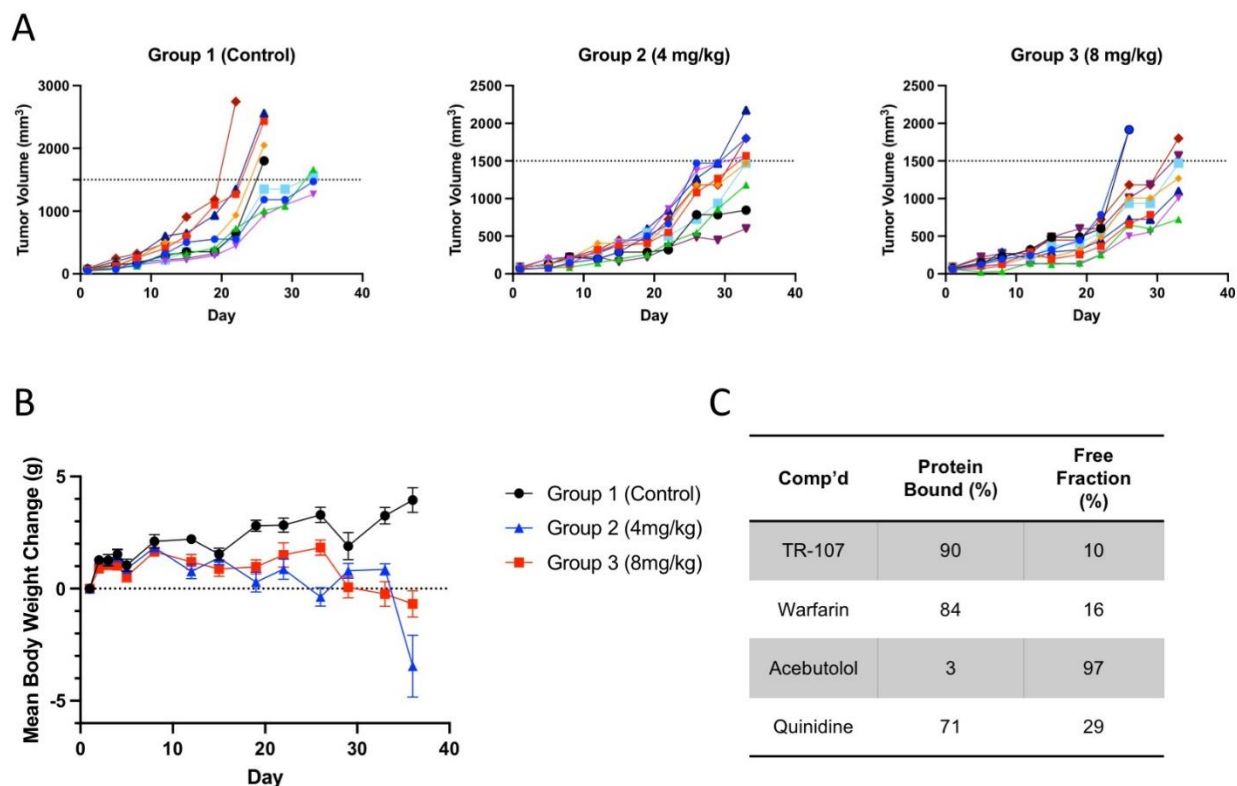 A
Group 1 (Control)
Tumor Volume (mm³)
3000
2000
1000
0
0 10 20 30 40
Day
Group 2 (4 mg/kg)
Tumor Volume (mm³)
2500
2000
1500
1000
500
0
0 10 20 30 40
Day
Group 3 (8 mg/kg)
Tumor Volume (mm³)
2500
2000
1500
1000
500
0
0 10 20 30 40
Day
B
Mean Body Weight Change (g)
5
0
-5
0 10 20 30 40
Day
Group 1 (Control)
Group 2 (4mg/kg)
Group 3 (8mg/kg)
C
Comp'd Protein Bound (%) Free Fraction (%)
TR-107 90 10
Warfarin 84 16
Acebutolol 3 97
Quinidine 71 29